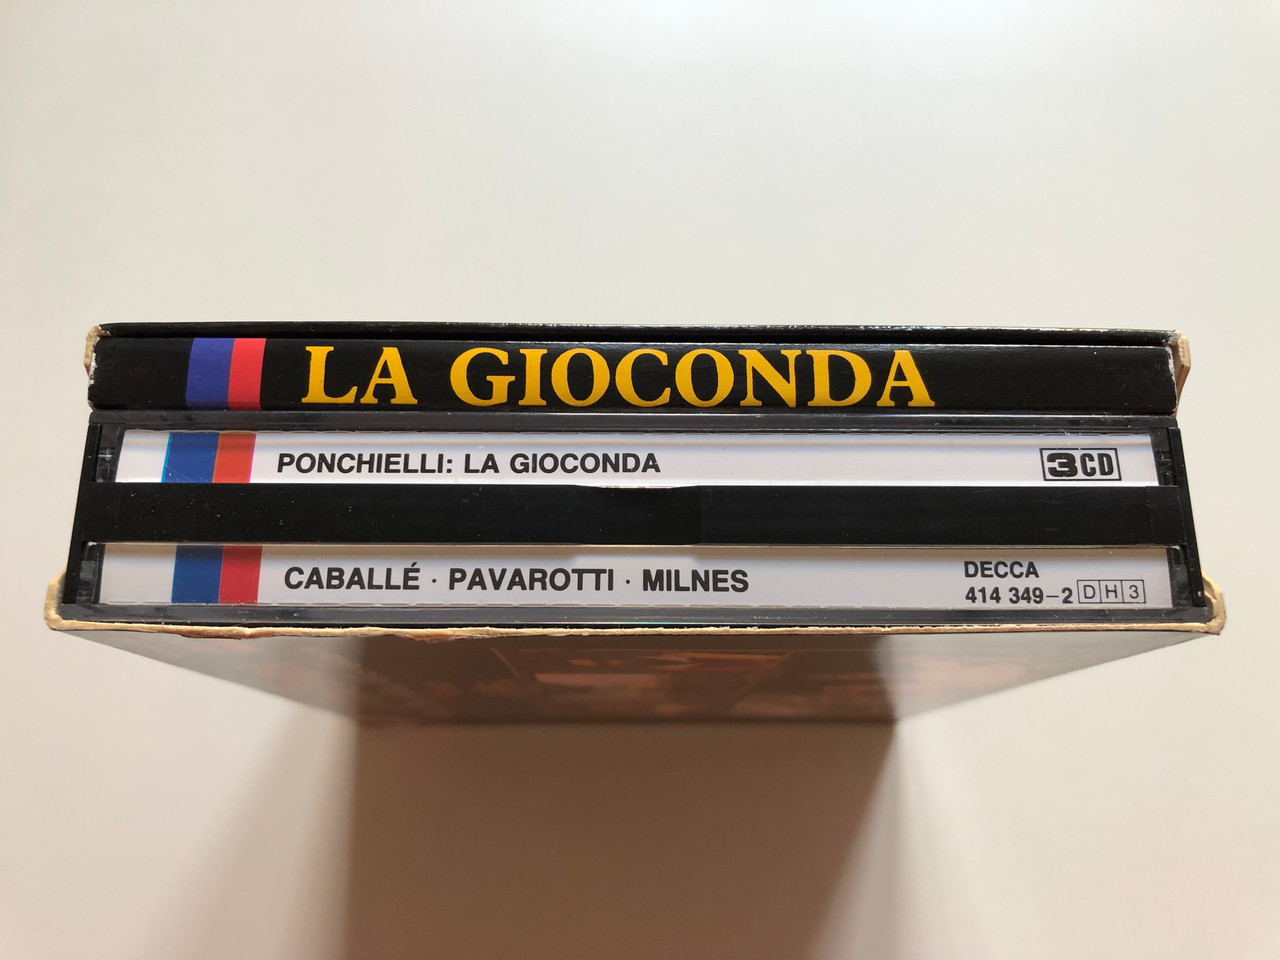 LA GIOCONDA
PONCHIELLI: LA GIOCONDA
3CD
CABALLÉ · PAVAROTTI · MILNES
DECCA
414 349-2 DH3